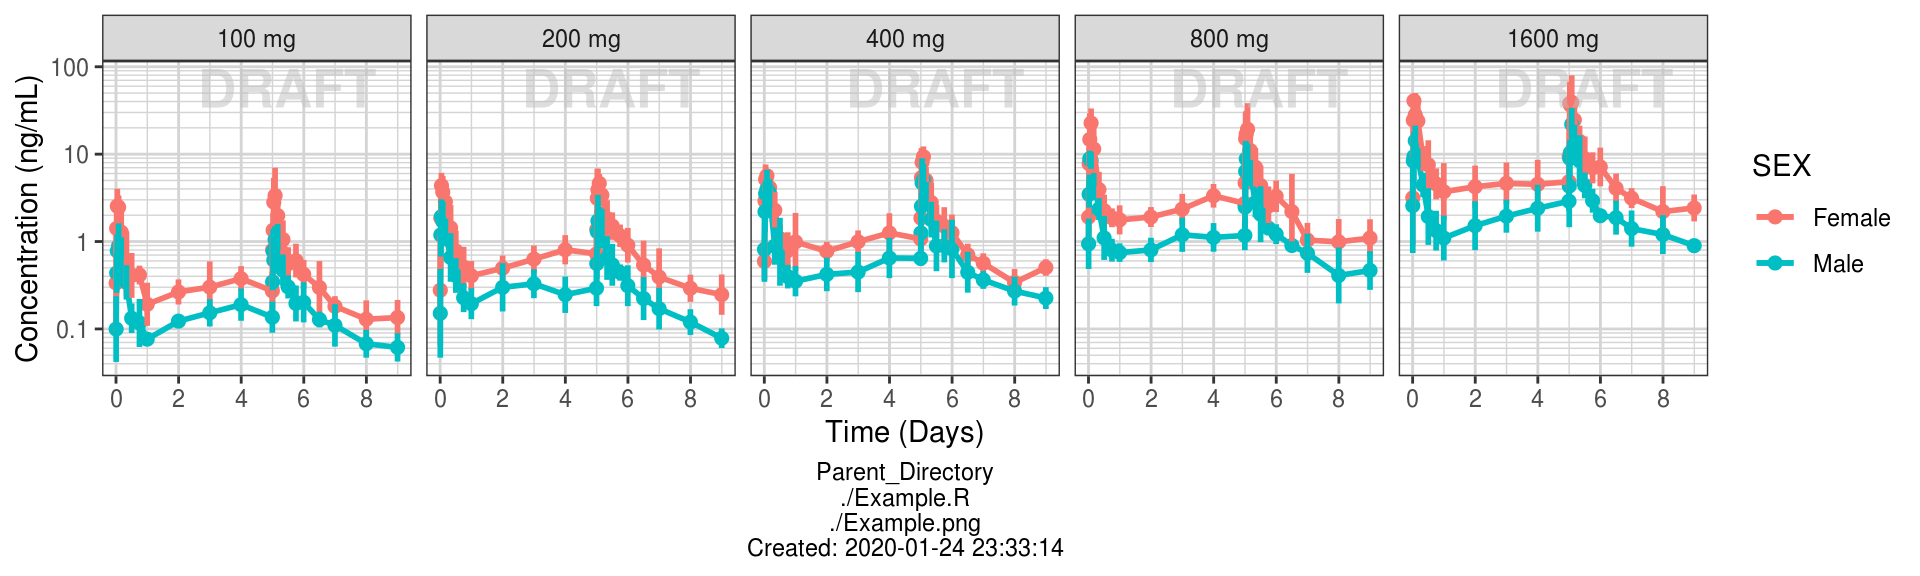 100 mg 200 mg 400 mg 800 mg 1600 mg
DRAFT DRAFT DRAFT DRAFT DRAFT
Concentration (ng/mL)
100
10
1
0.1
0 2 4 6 8 0 2 4 6 8 0 2 4 6 8 0 2 4 6 8 0 2 4 6 8
Time (Days)
SEX
Female
Male
Parent_Directory
./Example.R
./Example.png
Created: 2020-01-24 23:33:14